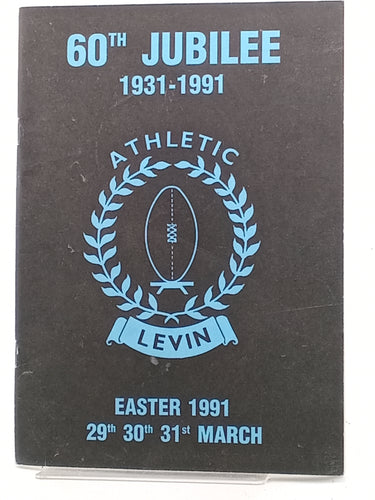 60TH JUBILEE
1931-1991
ATHLETIC
LEVIN
EASTER 1991
29th 30th 31st MARCH